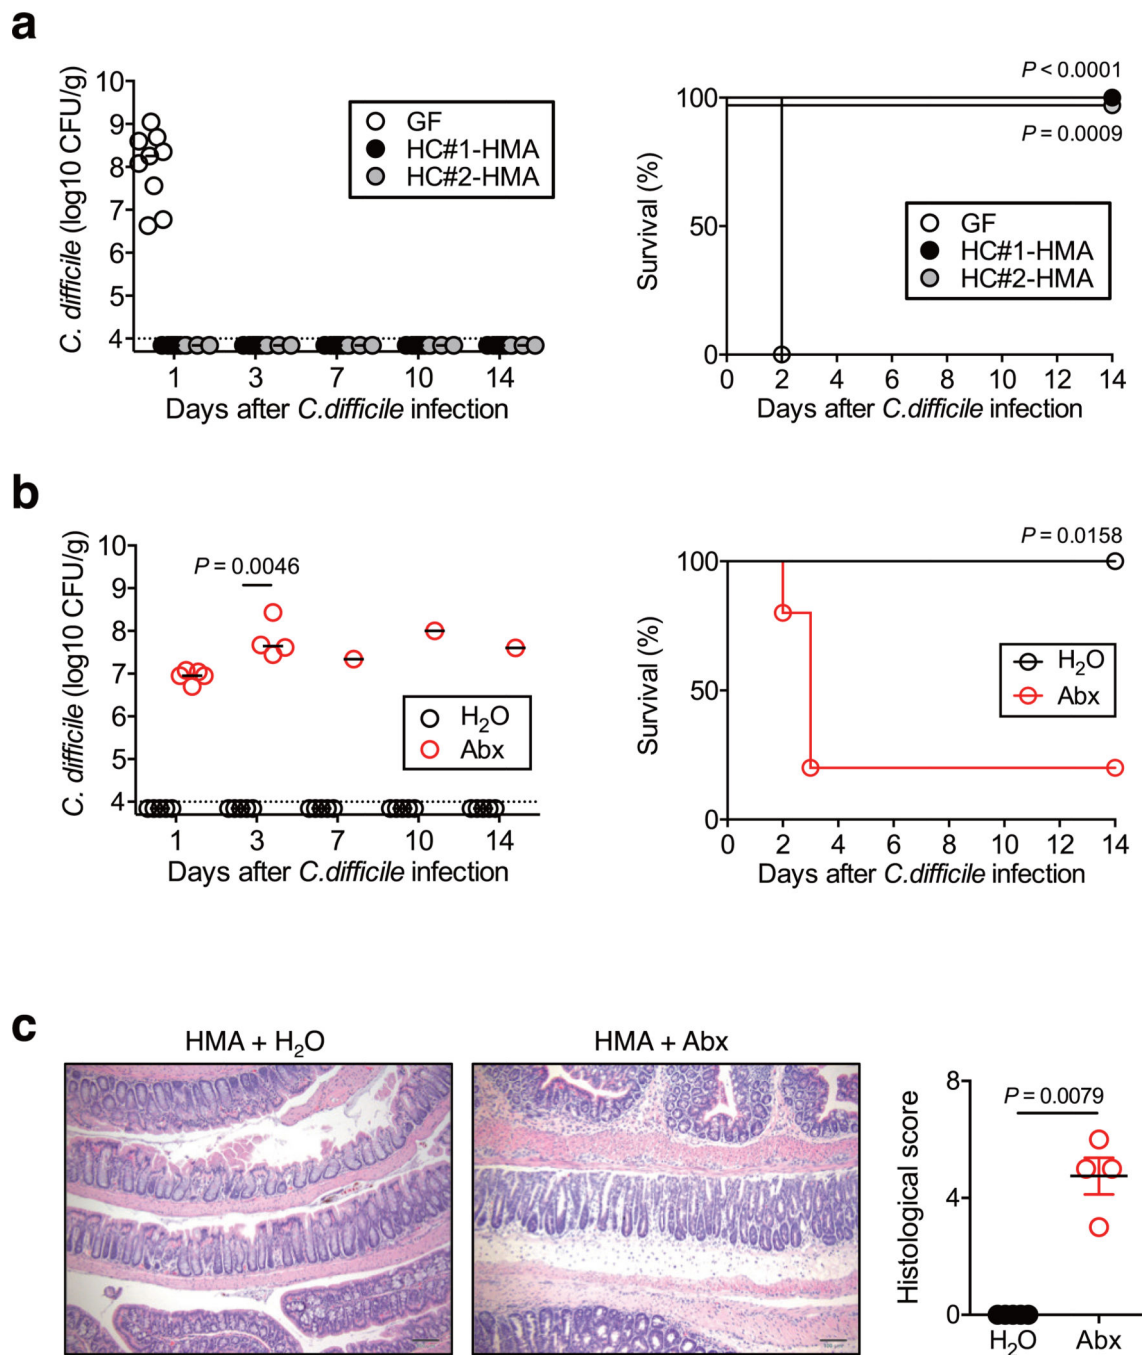 a
C. difficile (log10 CFU/g)
10
9
8
7
6
5
4
GF
HC#1-HMA
HC#2-HMA
1 3 7 10 14
Days after C.difficile infection
P < 0.0001
P = 0.0009
Survival (%)
100
50
0
GF
HC#1-HMA
HC#2-HMA
0 2 4 6 8 10 12 14
Days after C.difficile infection
b
C. difficile (log10 CFU/g)
10
9
8
7
6
5
4
P = 0.0046
H2O
Abx
1 3 7 10 14
Days after C.difficile infection
P = 0.0158
Survival (%)
100
50
0
H2O
Abx
0 2 4 6 8 10 12 14
Days after C.difficile infection
c
HMA + H2O
HMA + Abx
Histological score
8
4
0
P = 0.0079
H2O Abx